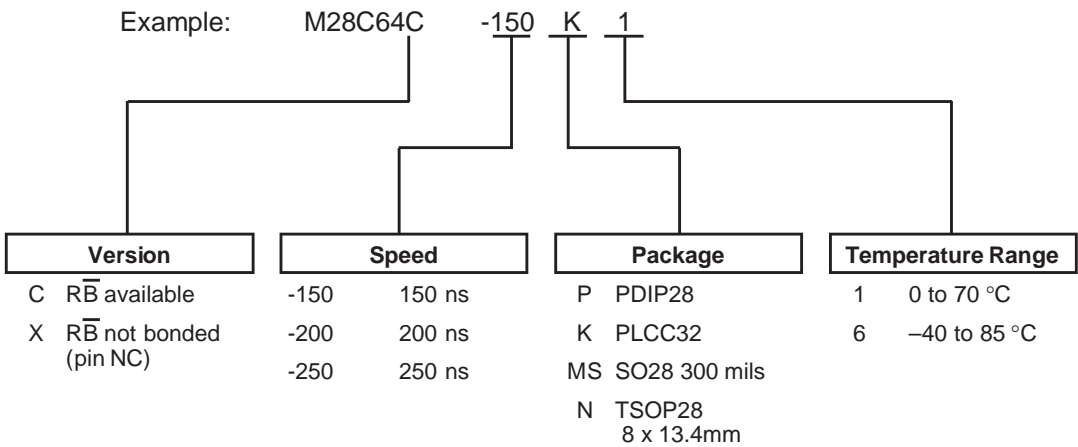 Example: M28C64C -150 K 1
Version
C RB̅ available
X RB̅ not bonded
(pin NC)
Speed
-150 150 ns
-200 200 ns
-250 250 ns
Package
P PDIP28
K PLCC32
MS SO28 300 mils
N TSOP28
8 x 13.4mm
Temperature Range
1 0 to 70 °C
6 –40 to 85 °C